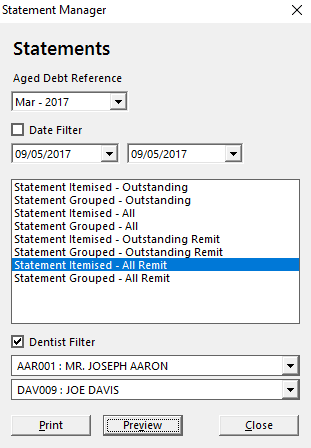 Statement Manager
Statements
Aged Debt Reference
Mar - 2017
Date Filter
09/05/2017 09/05/2017
Statement Itemised - Outstanding
Statement Grouped - Outstanding
Statement Itemised - All
Statement Grouped - All
Statement Itemised - Outstanding Remit
Statement Grouped - Outstanding Remit
Statement Itemised - All Remit
Statement Grouped - All Remit
Dentist Filter
AAR001 : MR. JOSEPH AARON
DAV009 : JOE DAVIS
Print Preview Close